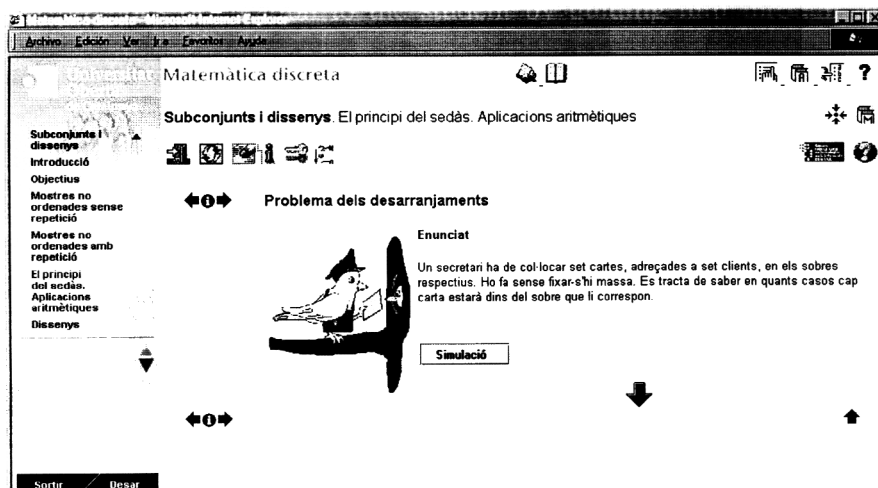 Archivo Edición Ver Ir a Favoritos Ayuda
Matemàtica discreta
?
Subconjunts i dissenys. El principi del sedàs. Aplicacions aritmètiques
Subconjunts i
dissenys
Introducció
Objectius
Mostres no
ordenades sense
repetició
Mostres no
ordenades amb
repetició
El principi
del sedàs.
Aplicacions
aritmètiques
Dissenys
Problema dels desarranjaments
Enunciat
Un secretari ha de col·locar set cartes, adreçades a set clients, en els sobres
respectius. Ho fa sense fixar-s'hi massa. Es tracta de saber en quants casos cap
carta estarà dins del sobre que li correspon.
Simulació
Sortir Desar